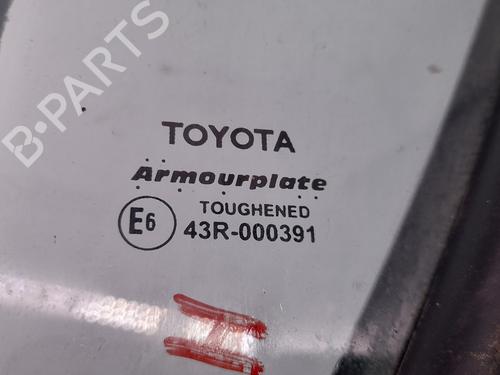 B-PARTS
TOYOTA
Armourplate
TOUGHENED
E6 43R-000391